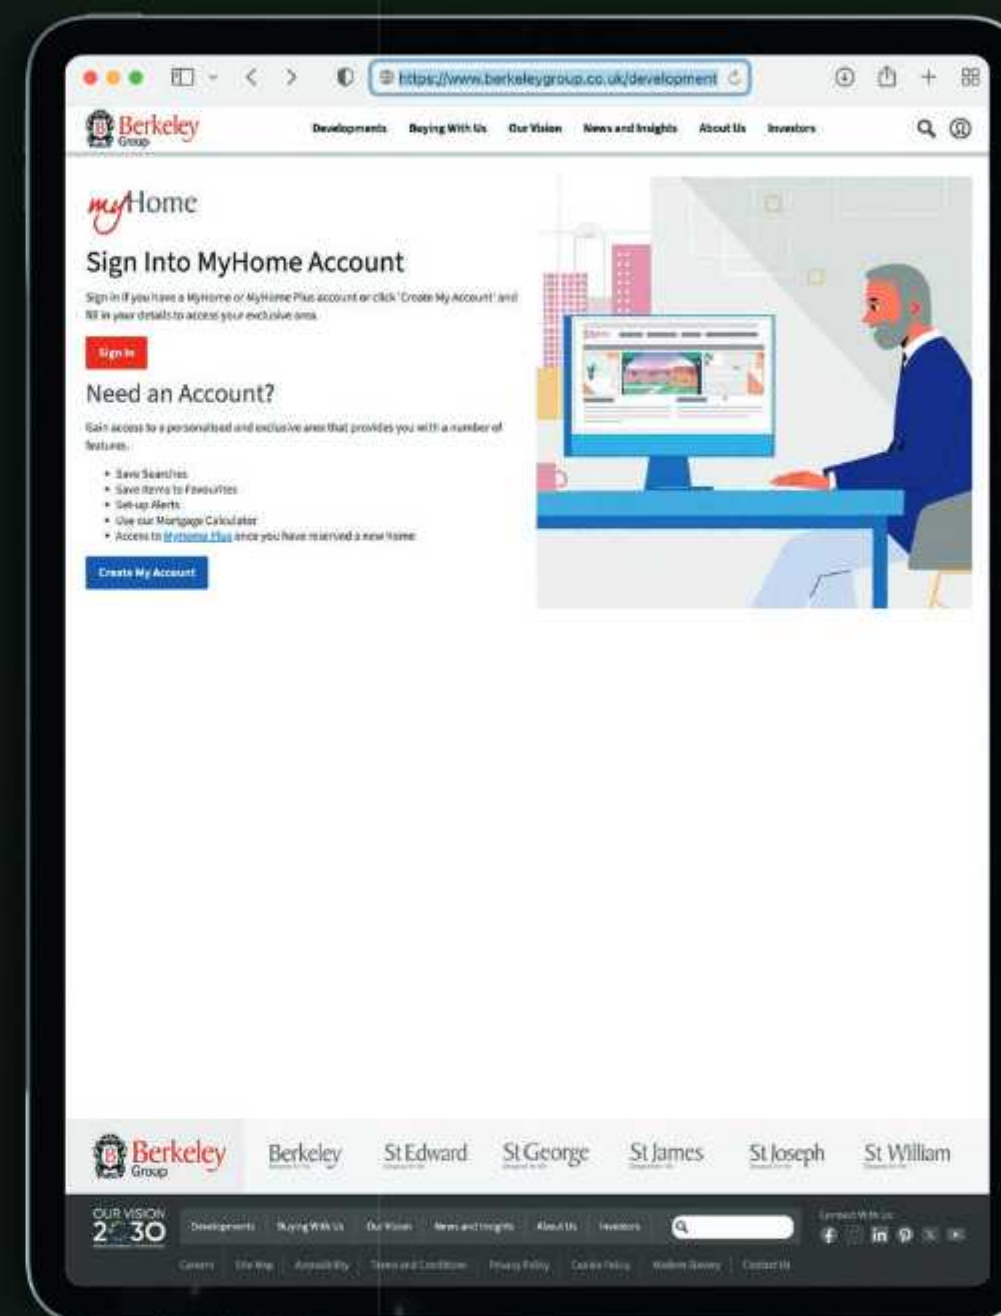 https://www.berkeleygroup.co.uk/development
Berkeley
Group
Developments Buying With Us Our Vision News and Insights About Us Investors
myHome
Sign Into MyHome Account
Sign in if you have a MyHome or MyHome Plus account or click 'Create My Account' and
fill in your details to access your exclusive area.
Sign In
Need an Account?
Gain access to a personalised and exclusive area that provides you with a number of
features.
• Save Searches
• Save Items to Favourites
• Set-up Alerts
• Use our Mortgage Calculator
• Access to MyHome Plus once you have reserved a new home
Create My Account
Berkeley
Group
Berkeley
St Edward
St George
St James
St Joseph
St William
OUR VISION
2030
Developments Buying With Us Our Vision News and Insights About Us Investors
Connect With Us
Careers Site Map Accessibility Terms and Conditions Privacy Policy Cookie Policy Modern Slavery Contact Us